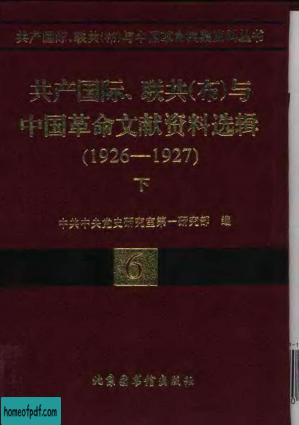 共产国际、联共(布)与中国革命档案资料丛书
共产国际、联共(布)与
中国革命文献资料选辑
(1926—1927)
下
中共中央党史研究室第一研究部 编
6
北京图书馆出版社
homeofpdf.com